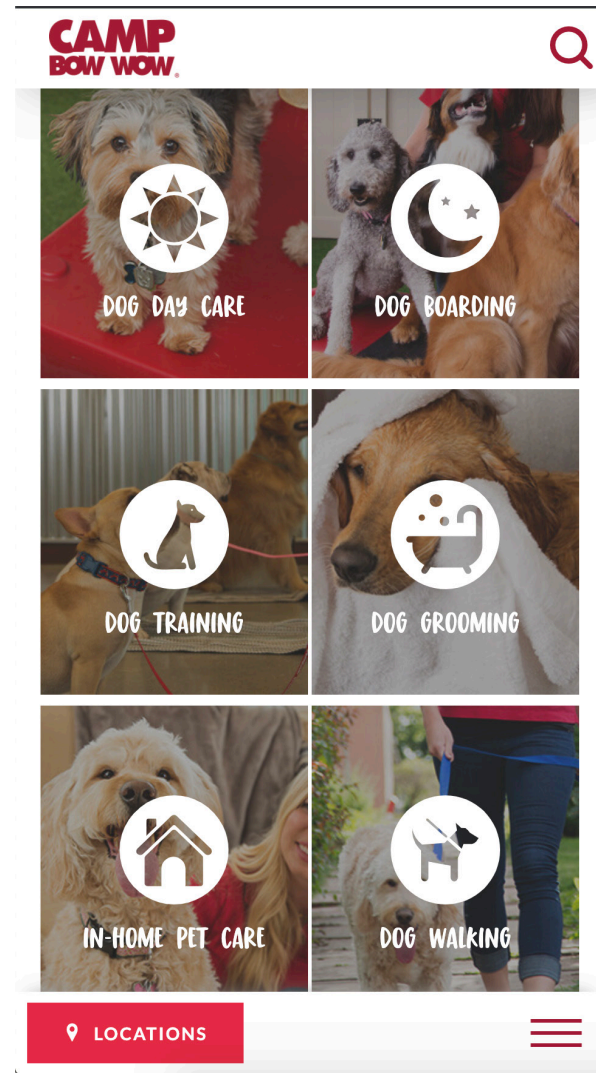 CAMP
BOW WOW®
DOG DAY CARE
DOG BOARDING
DOG TRAINING
DOG GROOMING
IN-HOME PET CARE
DOG WALKING
LOCATIONS